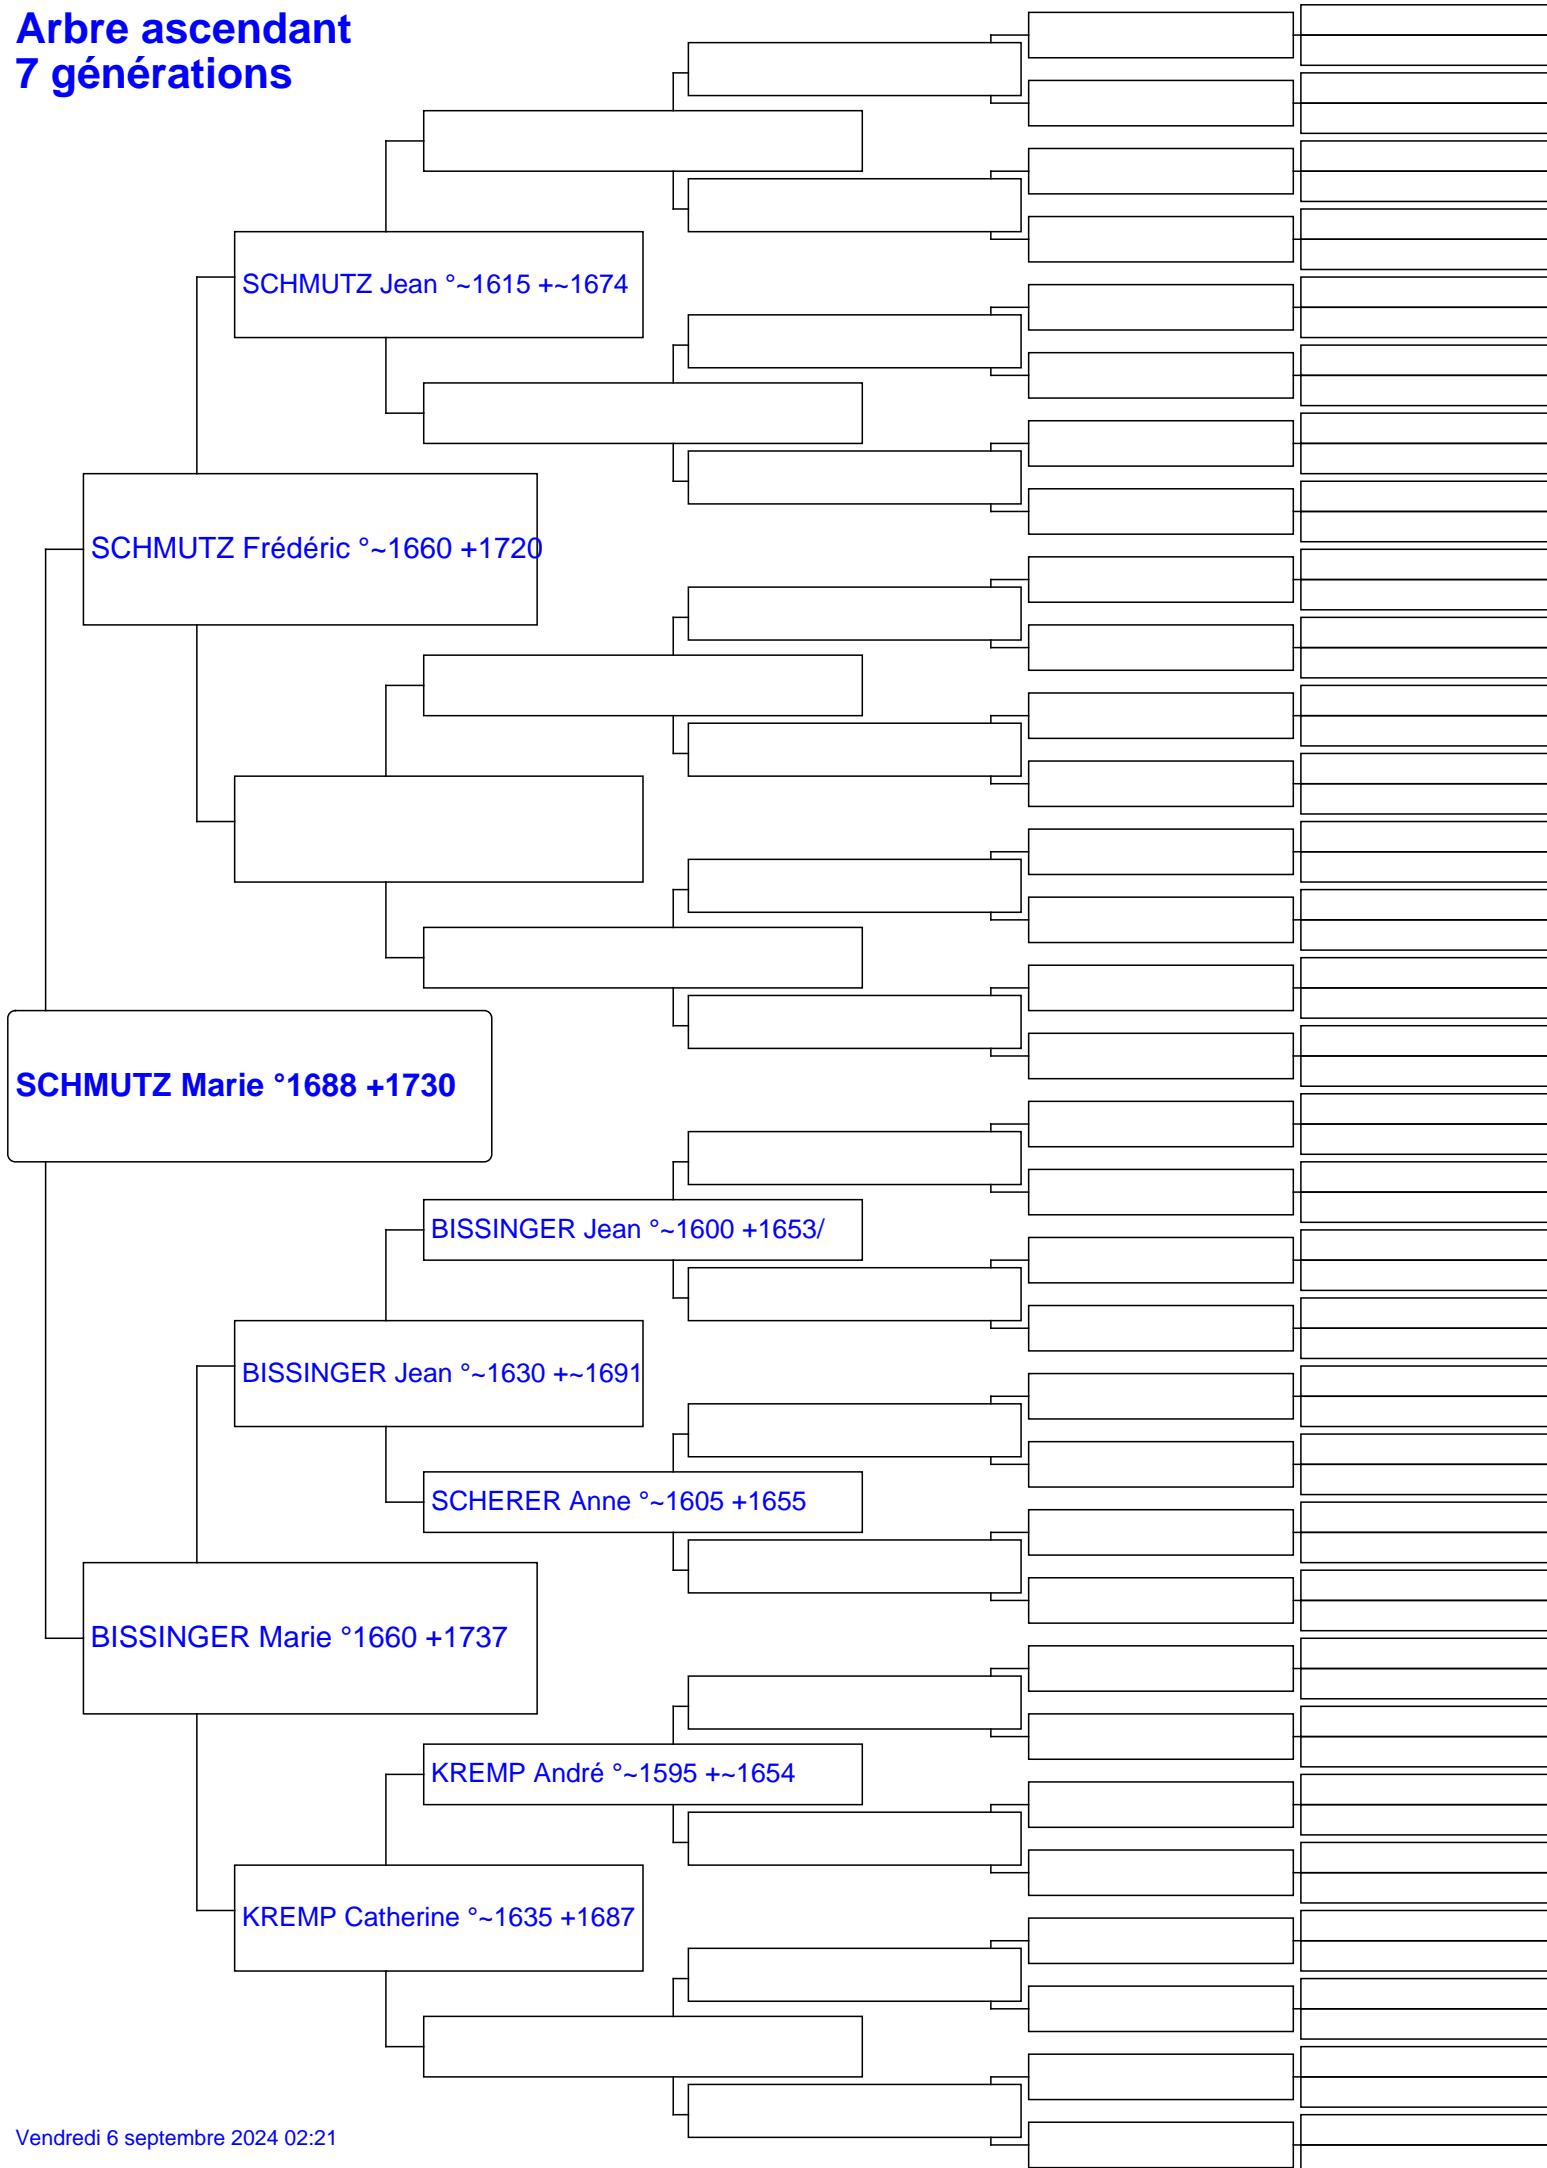 Arbre ascendant
7 générations
SCHMUTZ Jean °~1615 +~1674
SCHMUTZ Frédéric °~1660 +1720
SCHMUTZ Marie °1688 +1730
BISSINGER Jean °~1600 +1653/
BISSINGER Jean °~1630 +~1691
SCHERER Anne °~1605 +1655
BISSINGER Marie °1660 +1737
KREMP André °~1595 +~1654
KREMP Catherine °~1635 +1687
Vendredi 6 septembre 2024 02:21